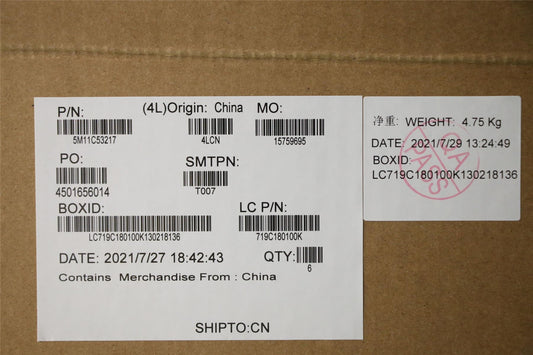 P/N:
(4L)Origin: China
MO:
5M11C53217
4LCN
15759695
PO:
SMTPN:
4501656014
T007
BOXID:
LC P/N:
LC719C180100K130218136
719C180100K
DATE: 2021/7/27 18:42:43
QTY:
6
Contains Merchandise From : China
SHIPTO:CN
净重: WEIGHT: 4.75 Kg
DATE: 2021/7/29 13:24:49
BOXID:
LC719C180100K130218136
QA
PASS